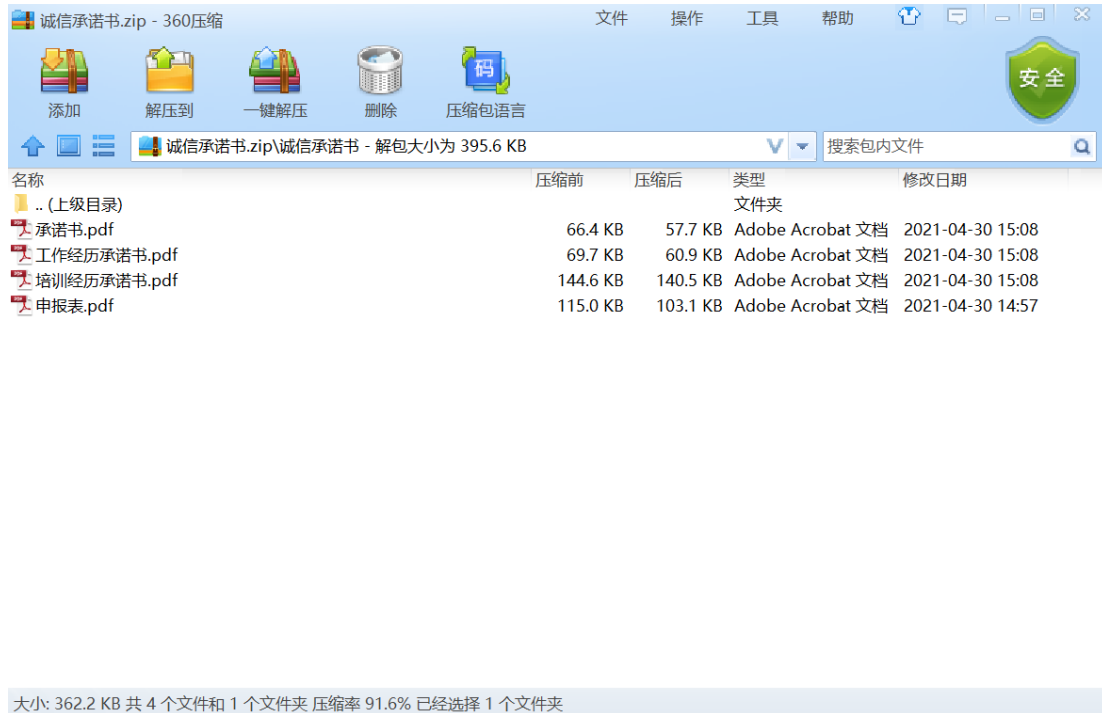 诚信承诺书.zip - 360压缩 文件 操作 工具 帮助
添加 解压到 一键解压 删除 码 压缩包语言 安全
诚信承诺书.zip\诚信承诺书 - 解包大小为 395.6 KB 搜索包内文件
名称 压缩前 压缩后 类型 修改日期
.. (上级目录) 文件夹
承诺书.pdf 66.4 KB 57.7 KB Adobe Acrobat 文档 2021-04-30 15:08
工作经历承诺书.pdf 69.7 KB 60.9 KB Adobe Acrobat 文档 2021-04-30 15:08
培训经历承诺书.pdf 144.6 KB 140.5 KB Adobe Acrobat 文档 2021-04-30 15:08
申报表.pdf 115.0 KB 103.1 KB Adobe Acrobat 文档 2021-04-30 14:57
大小: 362.2 KB 共 4 个文件和 1 个文件夹 压缩率 91.6% 已经选择 1 个文件夹